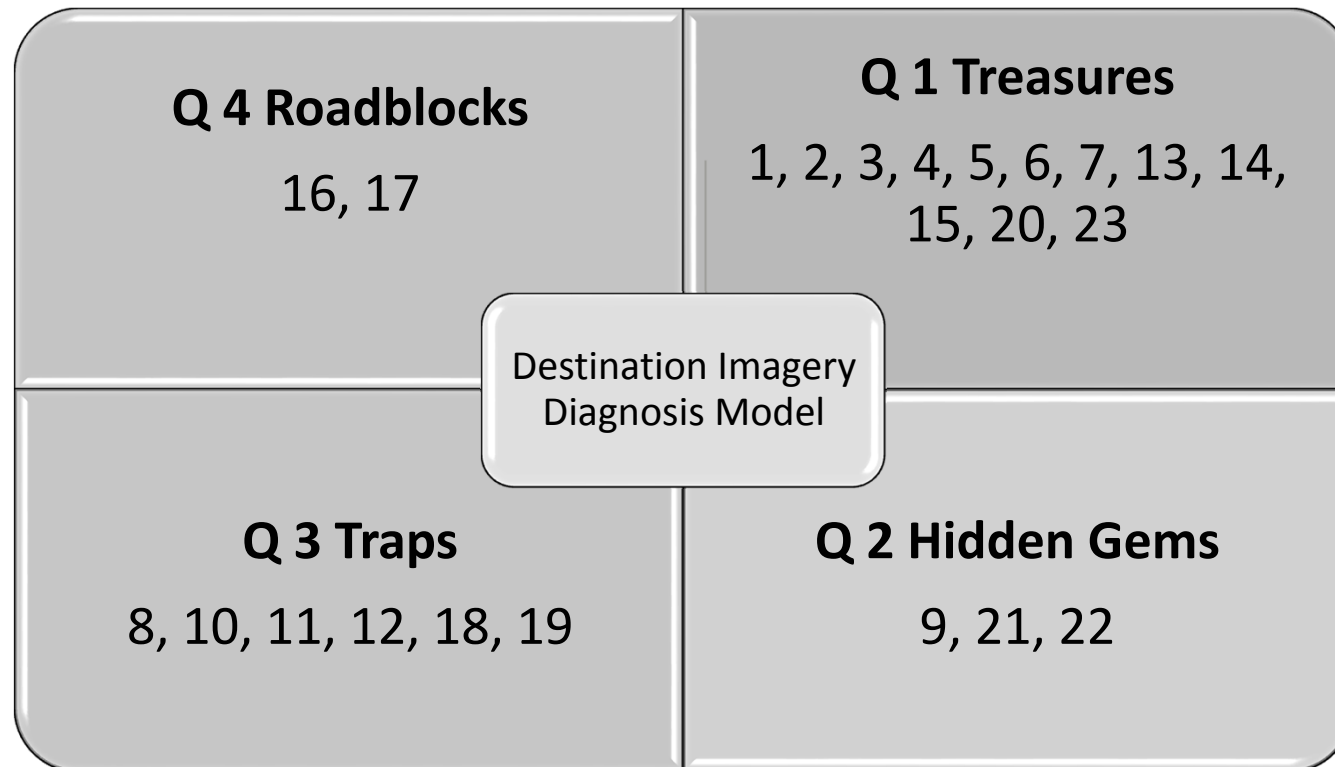 Q 4 Roadblocks
16, 17
Q 1 Treasures
1, 2, 3, 4, 5, 6, 7, 13, 14,
15, 20, 23
Destination Imagery
Diagnosis Model
Q 3 Traps
8, 10, 11, 12, 18, 19
Q 2 Hidden Gems
9, 21, 22